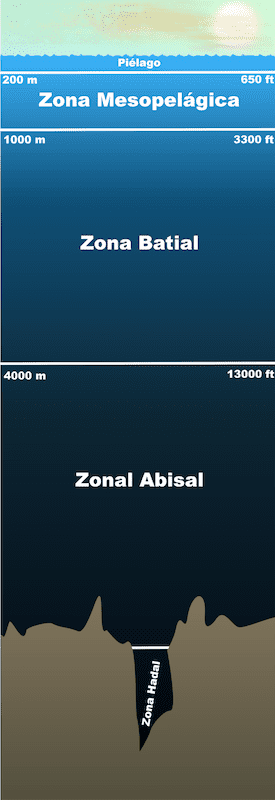 Piélago
200 m 650 ft
Zona Mesopelágica
1000 m 3300 ft
Zona Batial
4000 m 13000 ft
Zonal Abisal
Zona Hadal